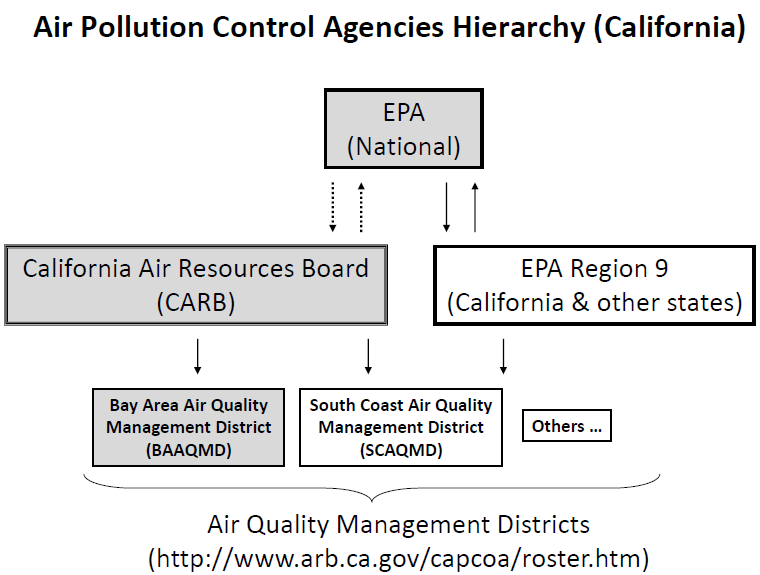 Air Pollution Control Agencies Hierarchy (California)
EPA
(National)
California Air Resources Board
(CARB)
EPA Region 9
(California & other states)
Bay Area Air Quality
Management District
(BAAQMD)
South Coast Air Quality
Management District
(SCAQMD)
Others ...
Air Quality Management Districts
(http://www.arb.ca.gov/capcoa/roster.htm)